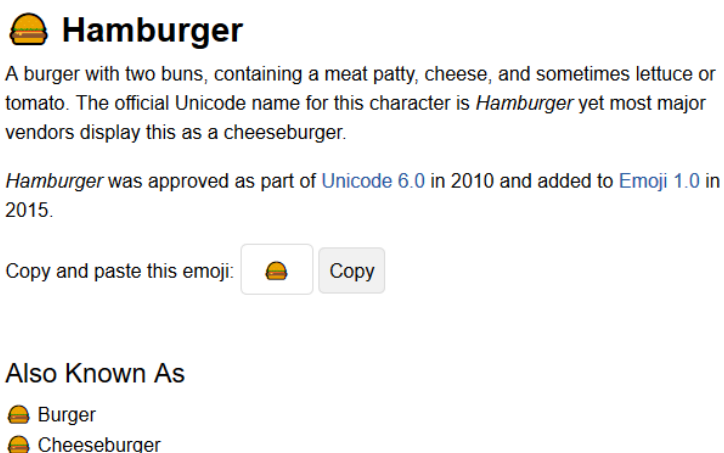 Hamburger
A burger with two buns, containing a meat patty, cheese, and sometimes lettuce or
tomato. The official Unicode name for this character is Hamburger yet most major
vendors display this as a cheeseburger.
Hamburger was approved as part of Unicode 6.0 in 2010 and added to Emoji 1.0 in
2015.
Copy and paste this emoji: 🍔 Copy
Also Known As
🍔 Burger
🍔 Cheeseburger